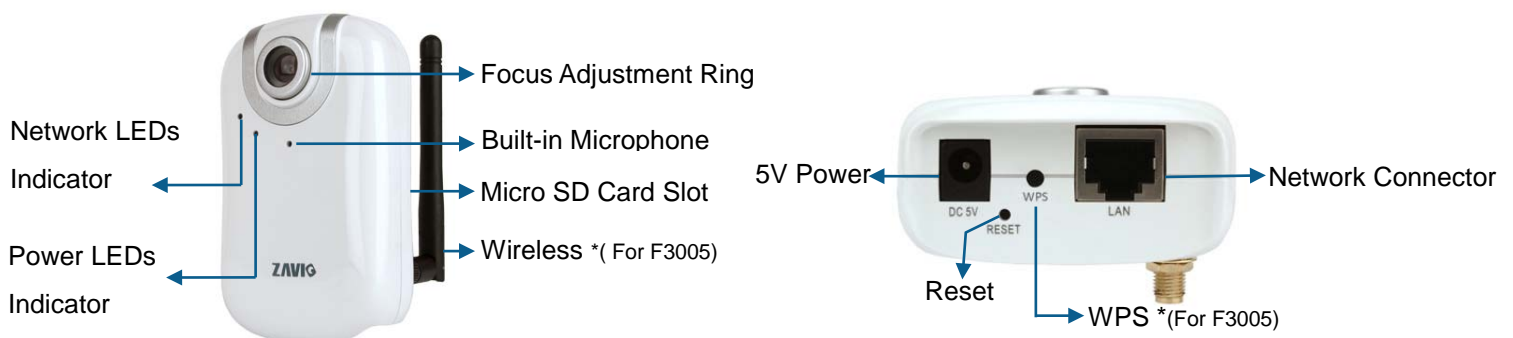 Focus Adjustment Ring
Network LEDs
Indicator
Built-in Microphone
Micro SD Card Slot
Wireless *( For F3005)
Power LEDs
Indicator
ZAVIO
5V Power
Network Connector
DC 5V
WPS
LAN
RESET
Reset
WPS *(For F3005)